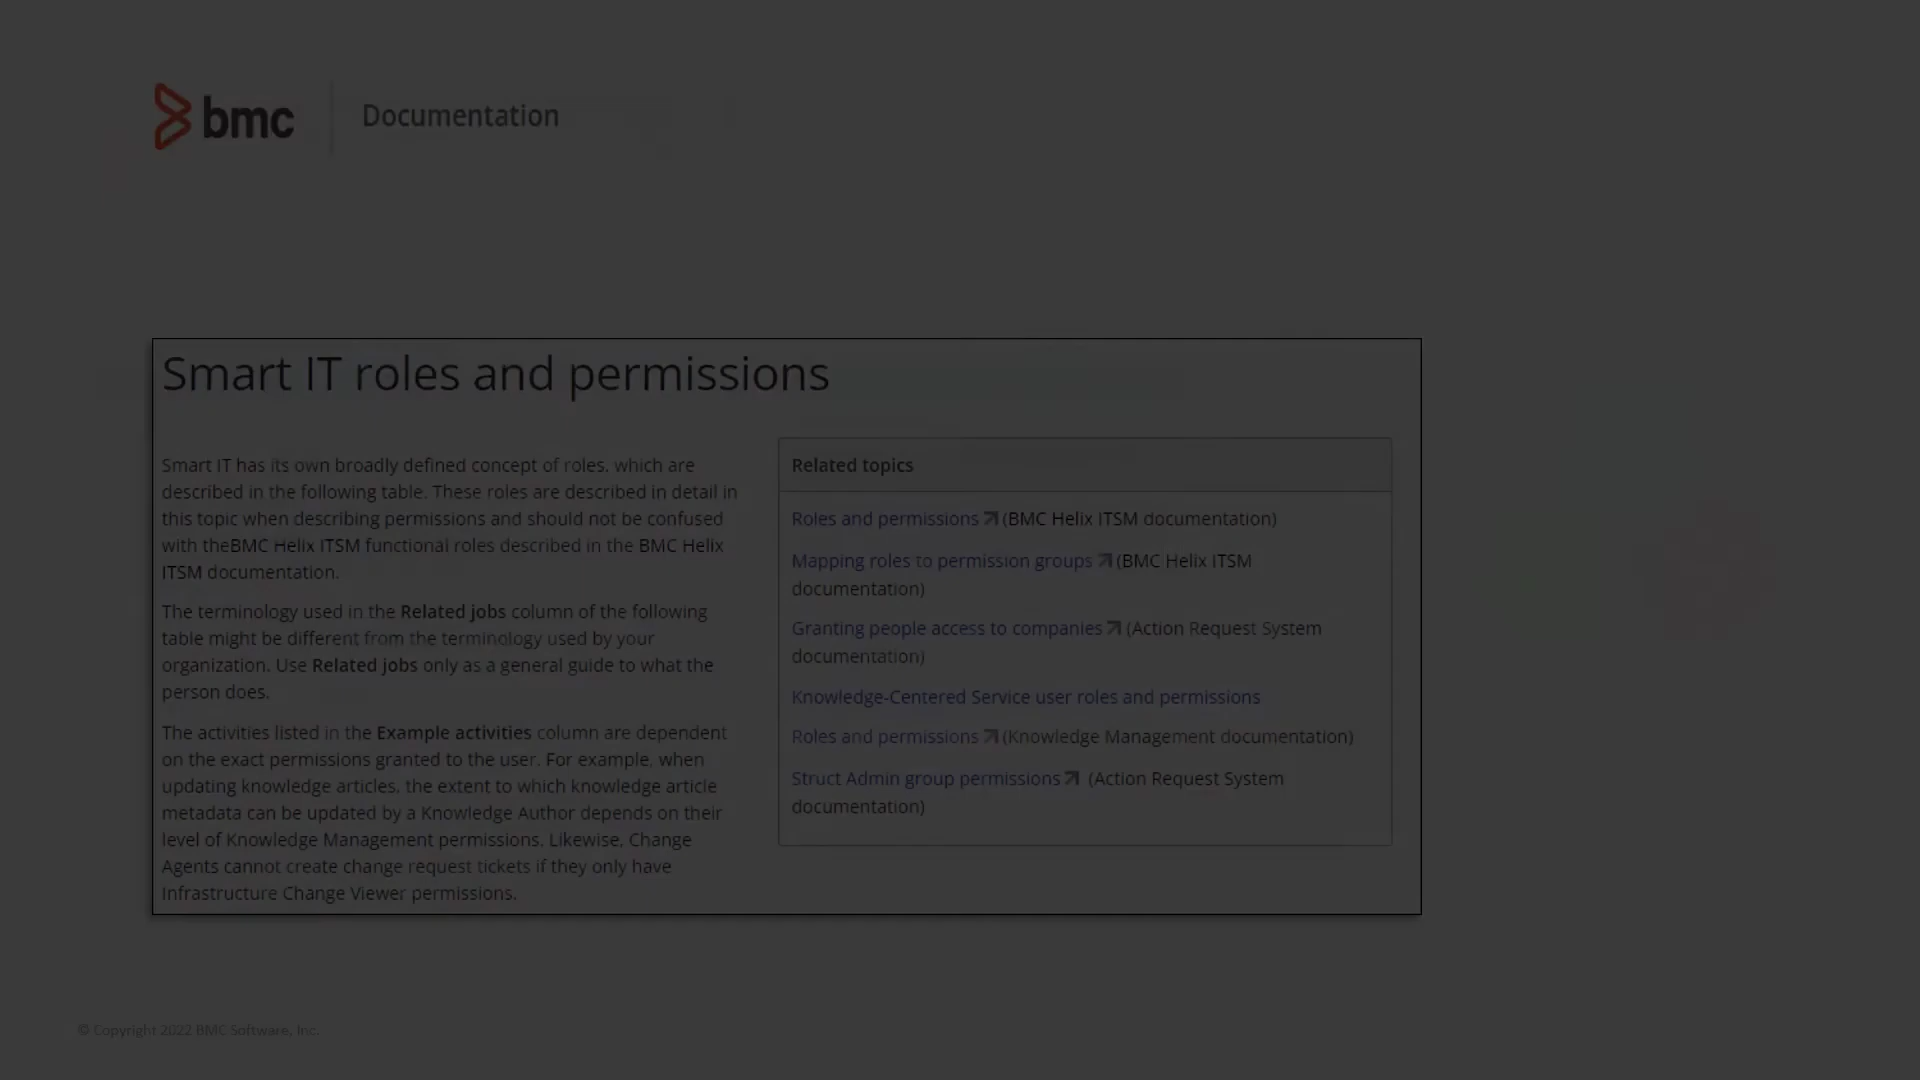 bmc
Documentation
Smart IT roles and permissions
Smart IT has its own broadly defined concept of roles, which are
described in the following table. These roles are described in detail in
this topic when describing permissions and should not be confused
with theBMC Helix ITSM functional roles described in the BMC Helix
ITSM documentation.
The terminology used in the Related jobs column of the following
table might be different from the terminology used by your
organization. Use Related jobs only as a general guide to what the
person does.
The activities listed in the Example activities column are dependent
on the exact permissions granted to the user. For example, when
updating knowledge articles, the extent to which knowledge article
metadata can be updated by a Knowledge Author depends on their
level of Knowledge Management permissions. Likewise, Change
Agents cannot create change request tickets if they only have
Infrastructure Change Viewer permissions.
Related topics
Roles and permissions (BMC Helix ITSM documentation)
Mapping roles to permission groups (BMC Helix ITSM
documentation)
Granting people access to companies (Action Request System
documentation)
Knowledge-Centered Service user roles and permissions
Roles and permissions (Knowledge Management documentation)
Struct Admin group permissions (Action Request System
documentation)
© Copyright 2022 BMC Software, Inc.